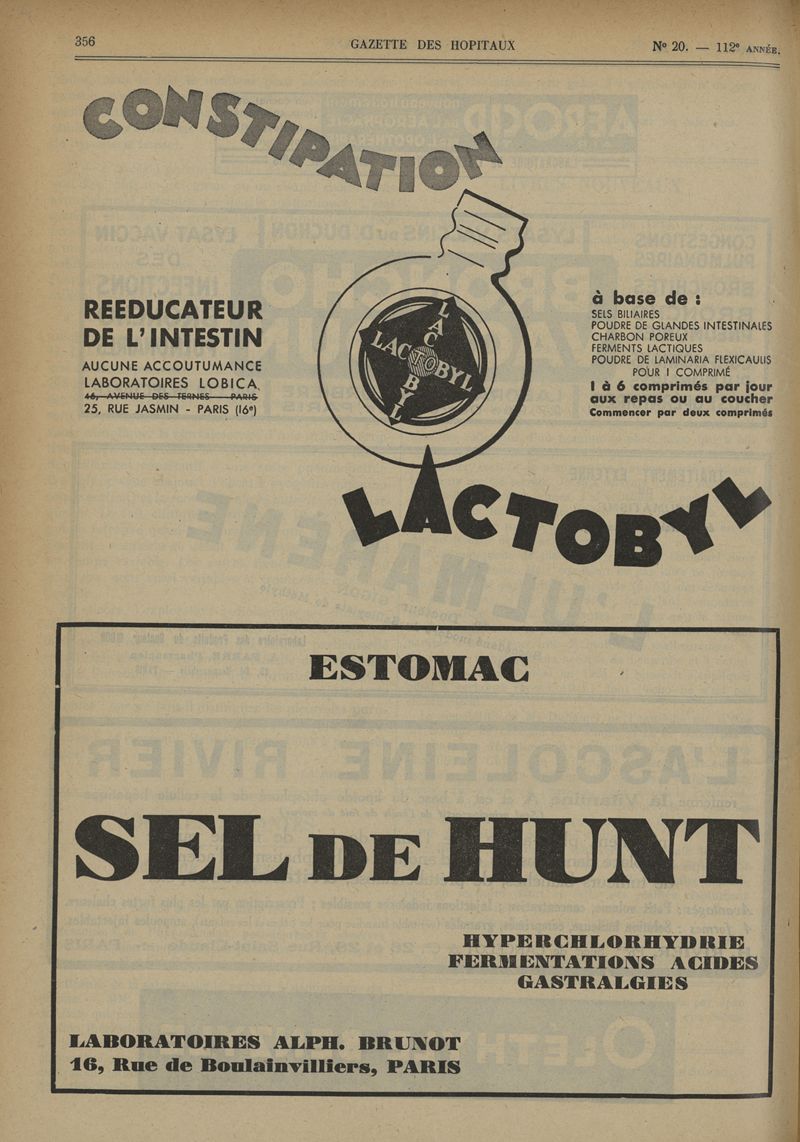 356
GAZETTE DES HOPITAUX
Nº 20. — 112e ANNÉE.
CONSTIPATION
REEDUCATEUR
DE L'INTESTIN
AUCUNE ACCOUTUMANCE
LABORATOIRES LOBICA
46, AVENUE DES TERNES - PARIS
25, RUE JASMIN - PARIS (16e)
LACTOBYL
LACTOBYL
à base de :
SELS BILIAIRES
POUDRE DE GLANDES INTESTINALES
CHARBON POREUX
FERMENTS LACTIQUES
POUDRE DE LAMINARIA FLEXICAULIS
POUR 1 COMPRIMÉ
1 à 6 comprimés par jour
aux repas ou au coucher
Commencer par deux comprimés
LACTOBYL
ESTOMAC
SEL DE HUNT
HYPERCHLORHYDRIE
FERMENTATIONS ACIDES
GASTRALGIES
LABORATOIRES ALPH. BRUNOT
16, Rue de Boulainvilliers, PARIS